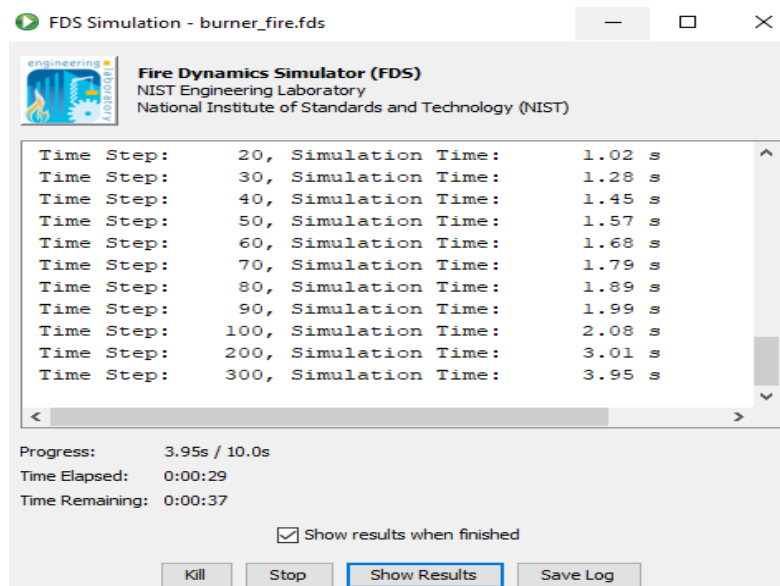 FDS Simulation - burner_fire.fds
engineering
laboratory
Fire Dynamics Simulator (FDS)
NIST Engineering Laboratory
National Institute of Standards and Technology (NIST)
Time Step: 20, Simulation Time: 1.02 s
Time Step: 30, Simulation Time: 1.28 s
Time Step: 40, Simulation Time: 1.45 s
Time Step: 50, Simulation Time: 1.57 s
Time Step: 60, Simulation Time: 1.68 s
Time Step: 70, Simulation Time: 1.79 s
Time Step: 80, Simulation Time: 1.89 s
Time Step: 90, Simulation Time: 1.99 s
Time Step: 100, Simulation Time: 2.08 s
Time Step: 200, Simulation Time: 3.01 s
Time Step: 300, Simulation Time: 3.95 s
Progress: 3.95s / 10.0s
Time Elapsed: 0:00:29
Time Remaining: 0:00:37
Show results when finished
Kill Stop Show Results Save Log